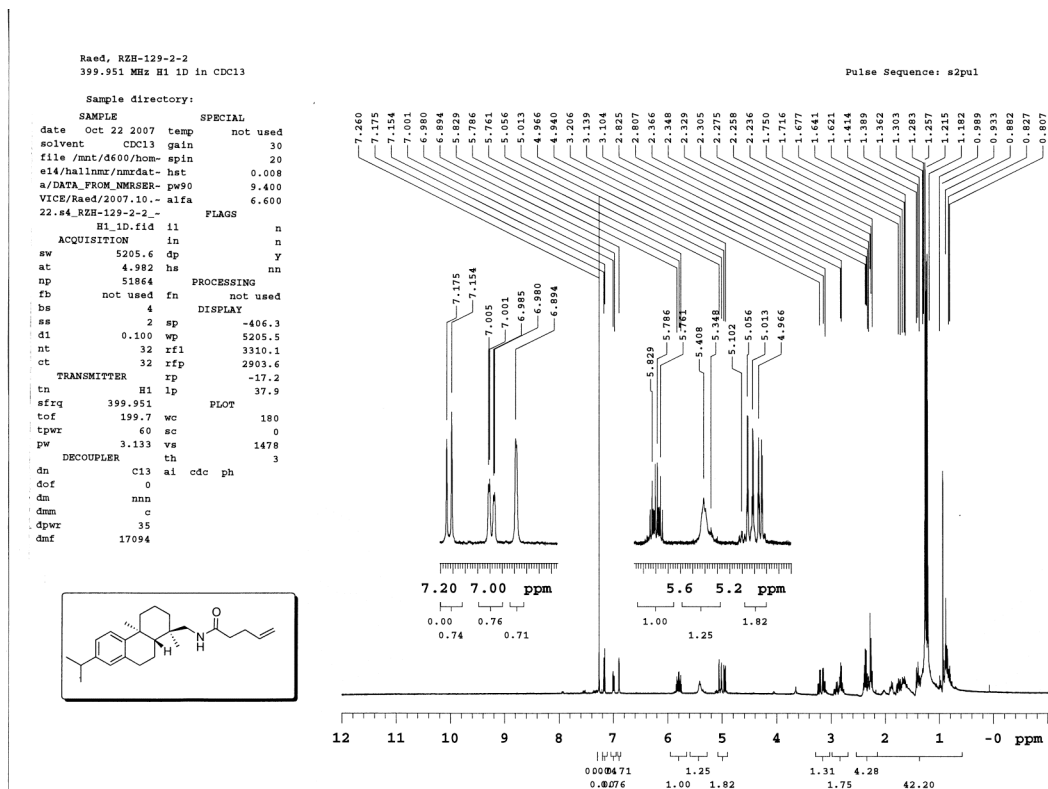 Raed, RZH-129-2-2
399.951 MHz H1 1D in CDCl3
Pulse Sequence: s2pul
Sample directory:
SAMPLE SPECIAL
date Oct 22 2007 temp not used
solvent CDCl3 gain 30
file /mnt/d600/hom~ spin 20
e14/hallnmr/nmrdat~ hst 0.008
a/DATA_FROM_NMRSER~ pw90 9.400
VICE/Raed/2007.10.~ alfa 6.600
22.s4_RZH-129-2-2_~ FLAGS
H1_1D.fid il n
ACQUISITION in n
sw 5205.6 dp y
at 4.982 hs nn
np 51864 PROCESSING
fb not used fn not used
bs 4 DISPLAY
ss 2 sp -406.3
d1 0.100 wp 5205.5
nt 32 rfl 3310.1
ct 32 rfp 2903.6
TRANSMITTER rp -17.2
tn H1 lp 37.9
sfrq 399.951 PLOT
tof 199.7 wc 180
tpwr 60 sc 0
pw 3.133 vs 1478
DECOUPLER th 3
dn C13 ai cdc ph
dof 0
dm nnn
dmm c
dpwr 35
dmf 17094
7.260 7.175 7.154 7.001 6.980 6.894 5.829 5.786 5.761 5.056 5.013 4.966 4.940 3.206 3.139 3.104 2.825 2.807 2.366 2.348 2.329 2.305 2.275 2.258 2.236 1.750 1.716 1.677 1.641 1.621 1.414 1.389 1.362 1.303 1.283 1.257 1.215 1.182 0.989 0.933 0.882 0.827 0.807
7.175 7.154 7.005 7.001 6.985 6.980 6.894
5.829 5.786 5.761 5.408 5.348 5.102 5.056 5.013 4.966
7.20 7.00 ppm
5.6 5.2 ppm
0.00 0.76
0.74 0.71
1.00 1.82
1.25
O
N
H
H
12 11 10 9 8 7 6 5 4 3 2 1 -0 ppm
1.25 1.31 4.28
1.00 1.82 1.75 42.20